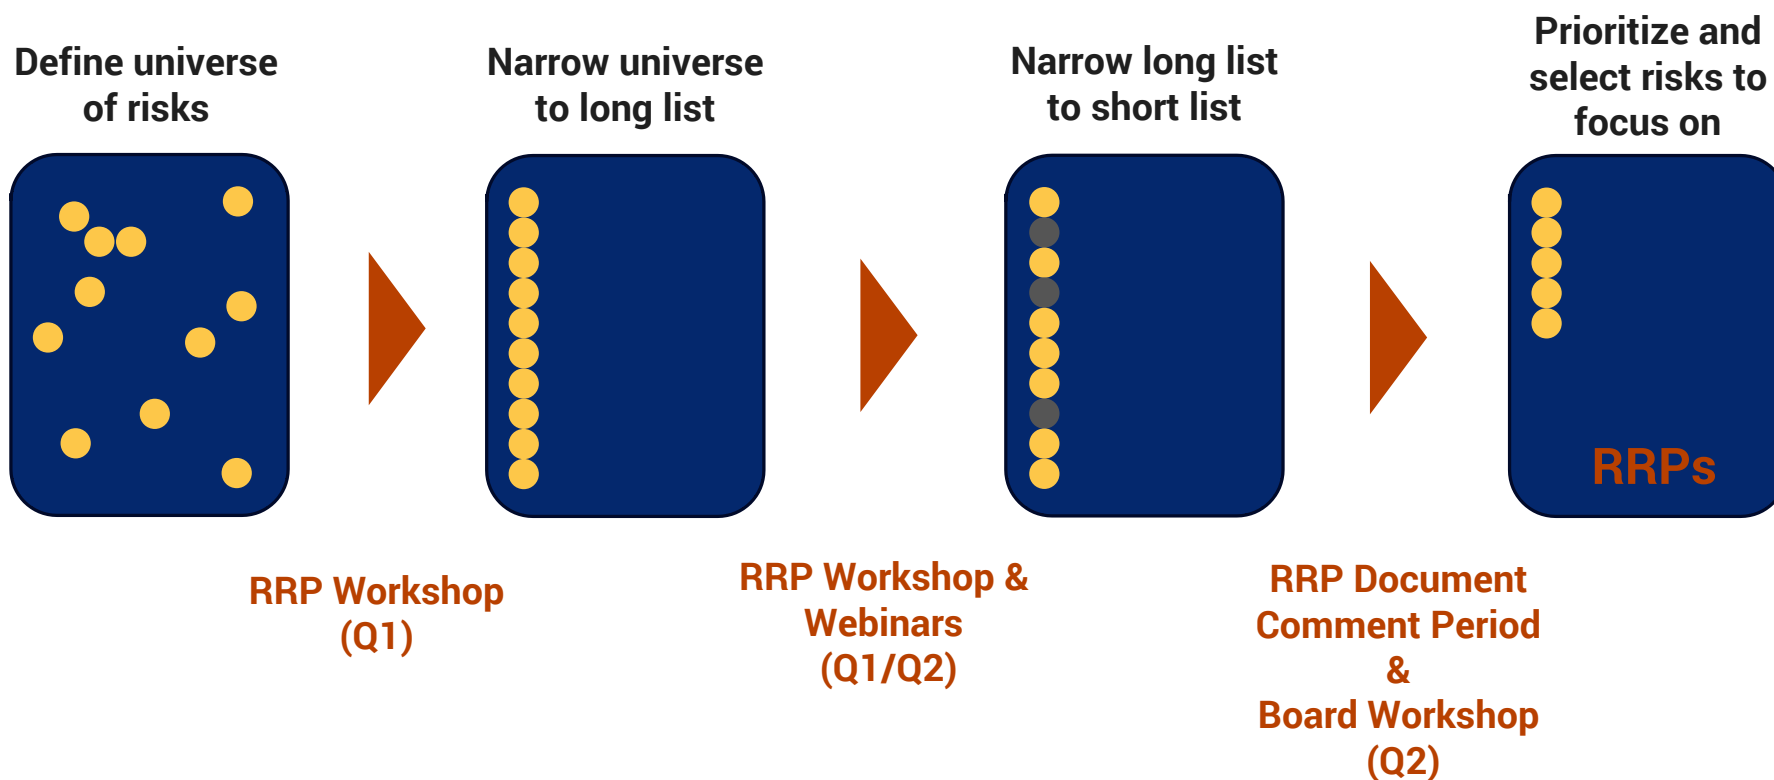 Define universe
of risks
Narrow universe
to long list
Narrow long list
to short list
Prioritize and
select risks to
focus on
RRPs
RRP Workshop
(Q1)
RRP Workshop &
Webinars
(Q1/Q2)
RRP Document
Comment Period
&
Board Workshop
(Q2)